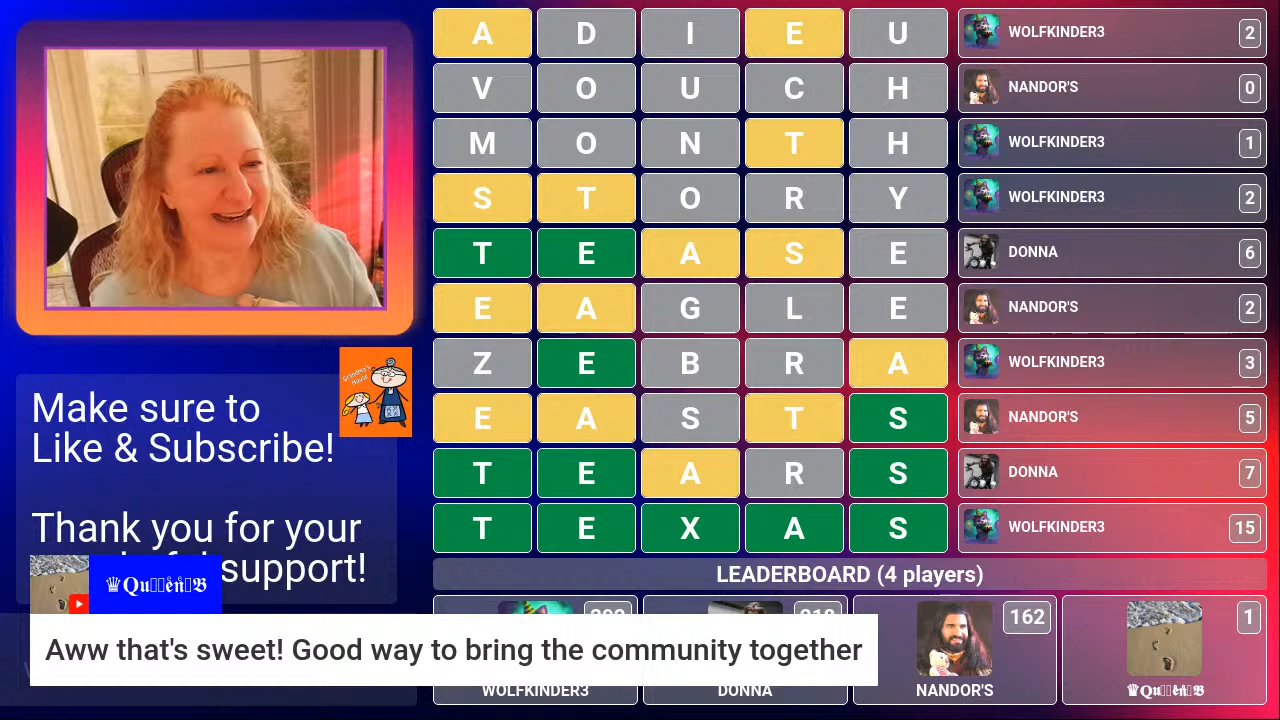 A D I E U WOLFKINDER3 2
V O U C H NANDOR'S 0
M O N T H WOLFKINDER3 1
S T O R Y WOLFKINDER3 2
T E A S E DONNA 6
E A G L E NANDOR'S 2
Z E B R A WOLFKINDER3 3
E A S T S NANDOR'S 5
T E A R S DONNA 7
T E X A S WOLFKINDER3 15
LEADERBOARD (4 players)
162 1
WOLFKINDER3 DONNA NANDOR'S
Grandma's
House
Make sure to
Like & Subscribe!
Thank you for your
support!
Aww that's sweet! Good way to bring the community together